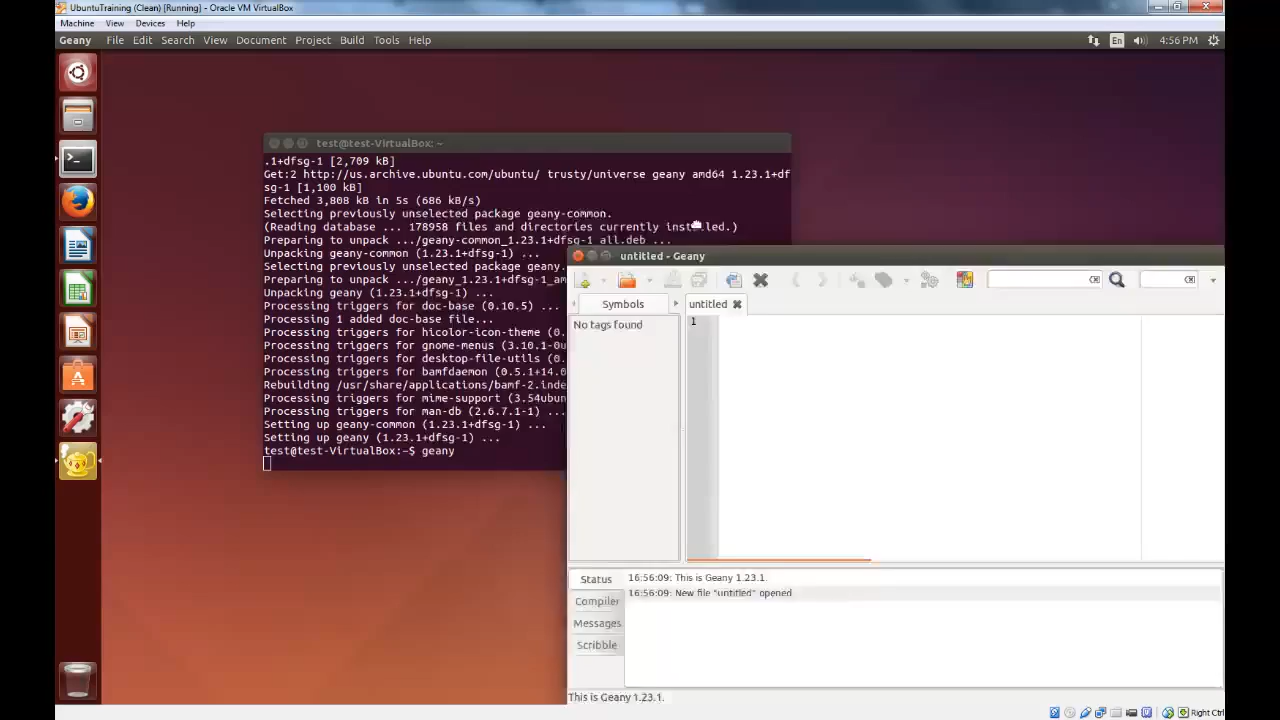 UbuntuTraining (Clean) [Running] - Oracle VM VirtualBox
Machine View Devices Help
Geany File Edit Search View Document Project Build Tools Help En 4:56 PM
test@test-VirtualBox: ~
.1+dfsg-1 [2,709 kB]
Get:2 http://us.archive.ubuntu.com/ubuntu/ trusty/universe geany amd64 1.23.1+df
sg-1 [1,100 kB]
Fetched 3,808 kB in 5s (686 kB/s)
Selecting previously unselected package geany-common.
(Reading database ... 178958 files and directories currently installed.)
Preparing to unpack .../geany-common_1.23.1+dfsg-1_all.deb ...
Unpacking geany-common (1.23.1+dfsg-1) ...
Selecting previously unselected package geany.
Preparing to unpack .../geany_1.23.1+dfsg-1_am
Unpacking geany (1.23.1+dfsg-1) ...
Processing triggers for doc-base (0.10.5) ...
Processing 1 added doc-base file...
Processing triggers for hicolor-icon-theme (0.
Processing triggers for gnome-menus (3.10.1-0u
Processing triggers for desktop-file-utils (0.
Processing triggers for bamfdaemon (0.5.1+14.0
Rebuilding /usr/share/applications/bamf-2.inde
Processing triggers for mime-support (3.54ubun
Processing triggers for man-db (2.6.7.1-1) ...
Setting up geany-common (1.23.1+dfsg-1) ...
Setting up geany (1.23.1+dfsg-1) ...
test@test-VirtualBox:~$ geany
untitled - Geany
Symbols
untitled
No tags found
1
Status
Compiler
Messages
Scribble
16:56:09: This is Geany 1.23.1.
16:56:09: New file "untitled" opened
This is Geany 1.23.1.
Right Ctrl